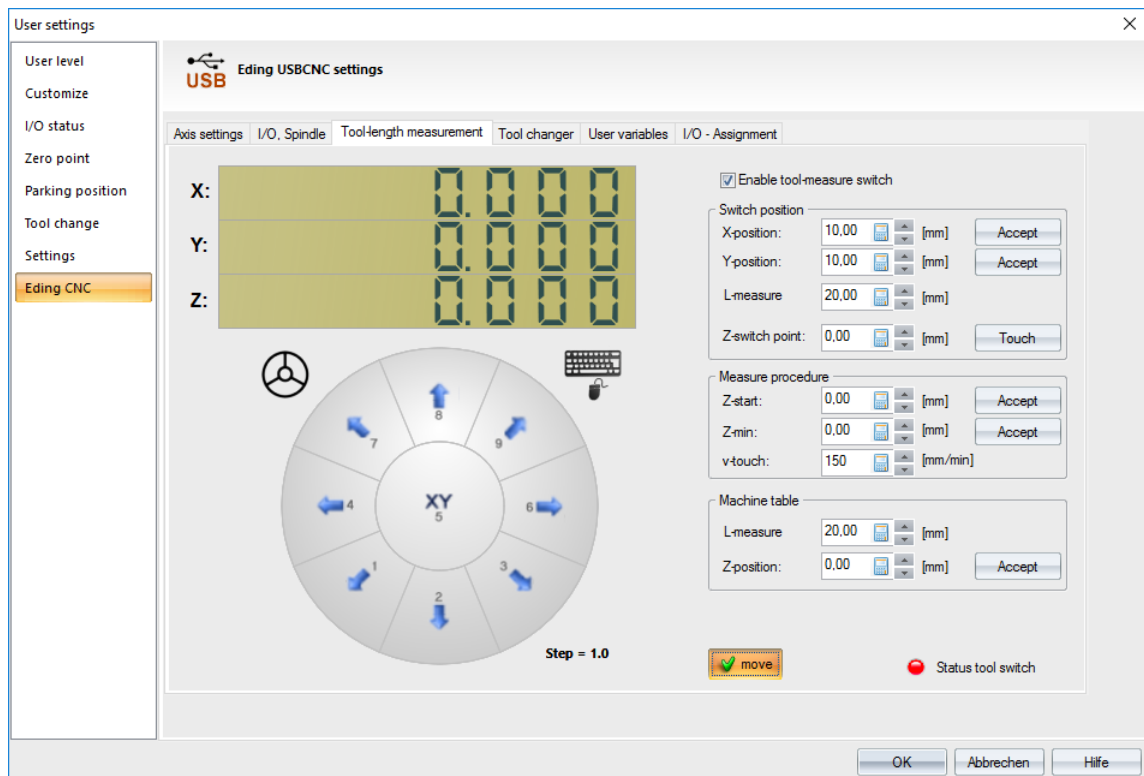 User settings
User level
Customize
I/O status
Zero point
Parking position
Tool change
Settings
Eding CNC
USB
Eding USBCNC settings
Axis settings
I/O, Spindle
Tool-length measurement
Tool changer
User variables
I/O - Assignment
X: 0.000
Y: 0.000
Z: 0.000
7
8
9
4
XY
5
6
1
2
3
Step = 1.0
Enable tool-measure switch
Switch position
X-position: 10,00 [mm] Accept
Y-position: 10,00 [mm] Accept
L-measure 20,00 [mm]
Z-switch point: 0,00 [mm] Touch
Measure procedure
Z-start: 0,00 [mm] Accept
Z-min: 0,00 [mm] Accept
v-touch: 150 [mm/min]
Machine table
L-measure 20,00 [mm]
Z-position: 0,00 [mm] Accept
move
Status tool switch
OK
Abbrechen
Hilfe